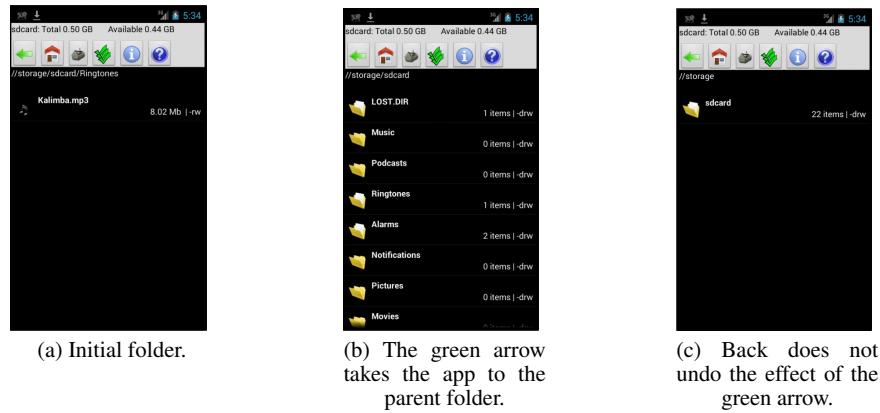 5:34
sdcard: Total 0.50 GB Available 0.44 GB
//storage/sdcard/Ringtones
Kalimba.mp3
8.02 Mb | -rw
(a) Initial folder.
5:34
sdcard: Total 0.50 GB Available 0.44 GB
//storage/sdcard
LOST.DIR
1 items | -drw
Music
0 items | -drw
Podcasts
0 items | -drw
Ringtones
1 items | -drw
Alarms
2 items | -drw
Notifications
0 items | -drw
Pictures
0 items | -drw
Movies
(b) The green arrow
takes the app to the
parent folder.
5:34
sdcard: Total 0.50 GB Available 0.44 GB
//storage
sdcard
22 items | -drw
(c) Back does not
undo the effect of the
green arrow.